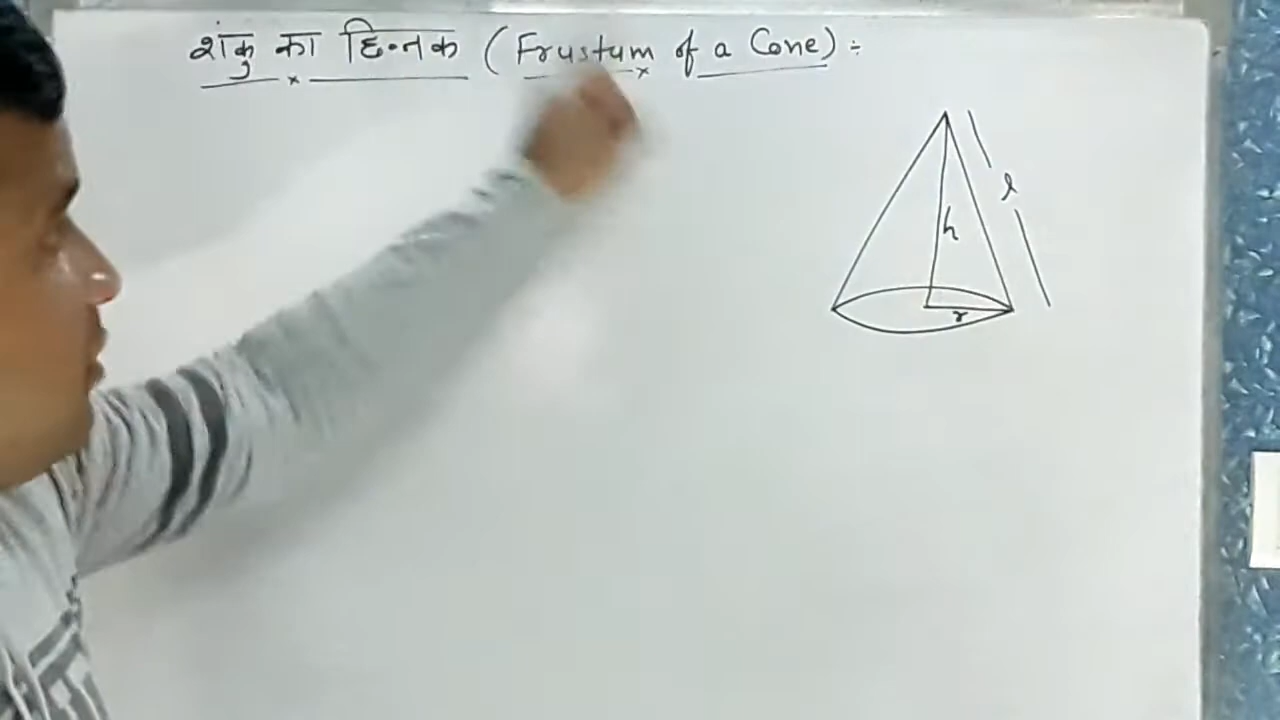 शंकु का छिन्नक (Frustum of a Cone) :-
l
h
r